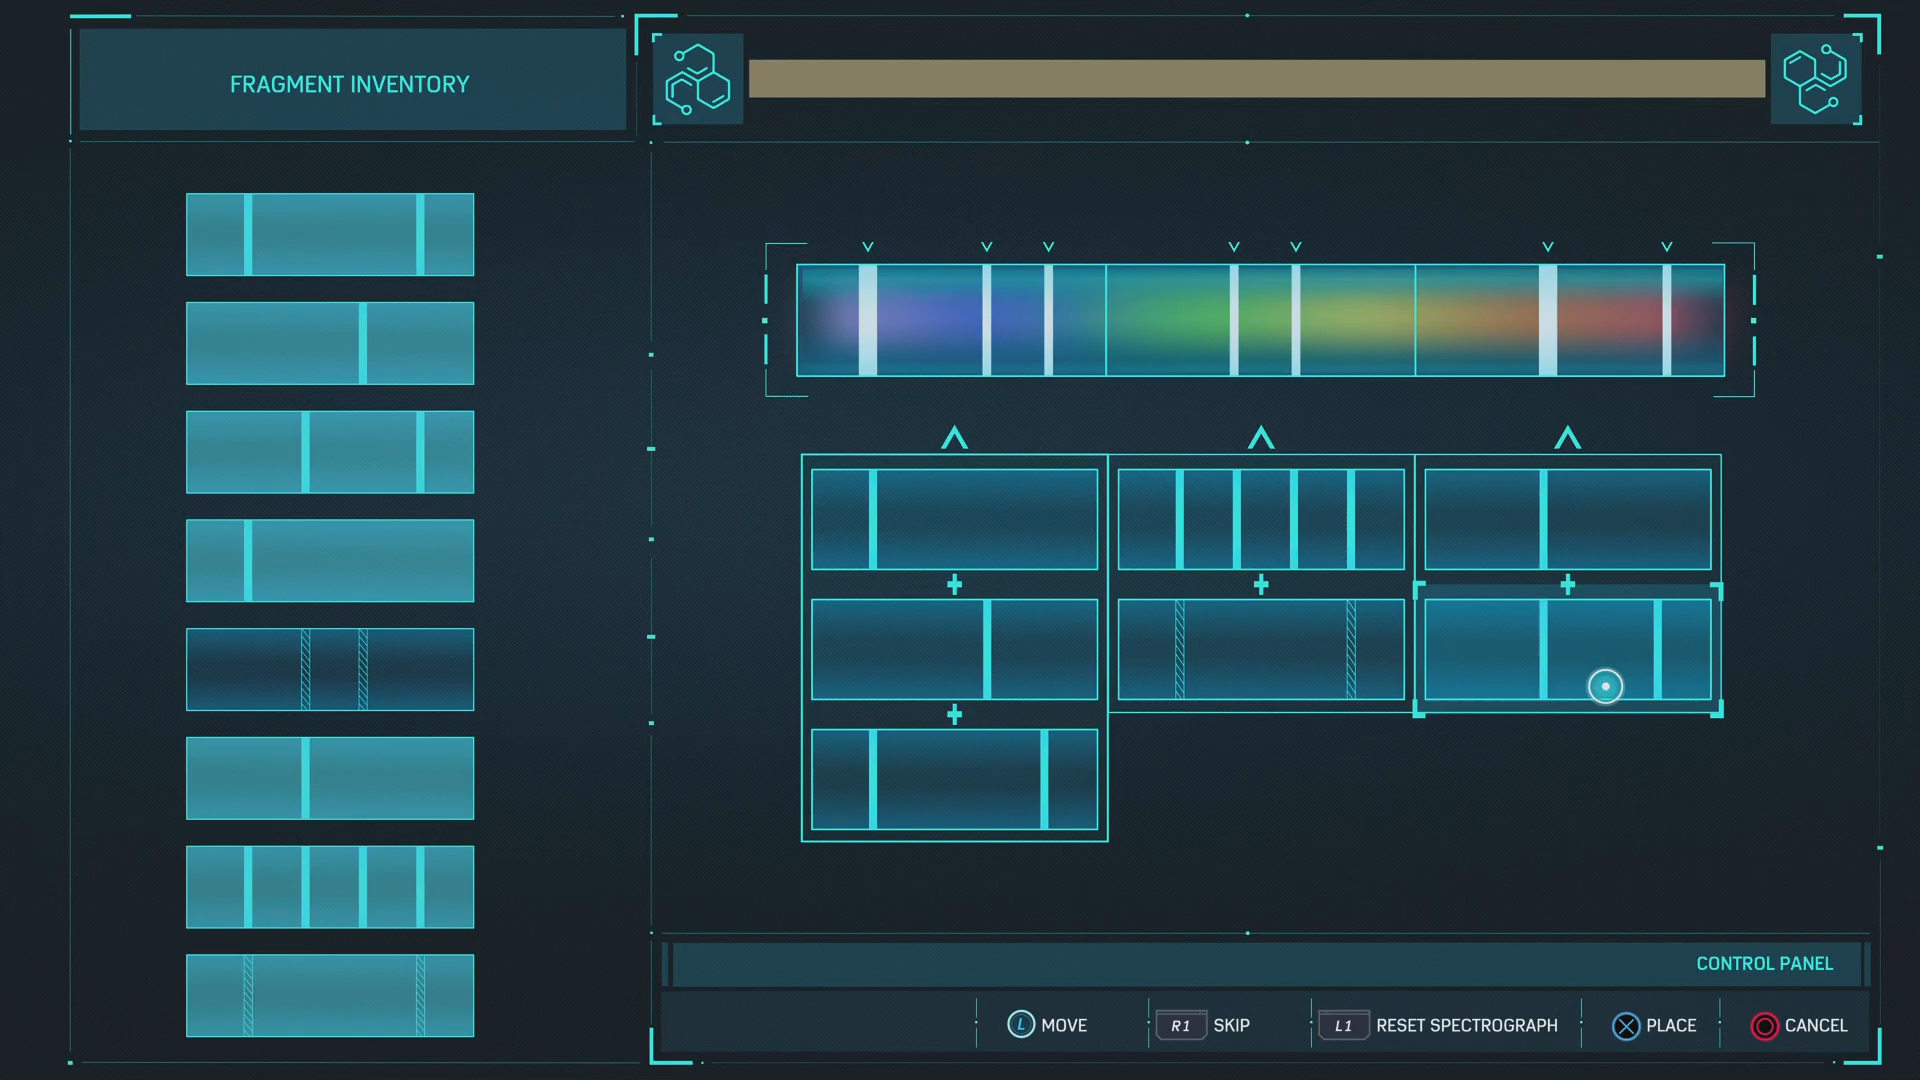 FRAGMENT INVENTORY
CONTROL PANEL
L MOVE
R1 SKIP
L1 RESET SPECTROGRAPH
PLACE
CANCEL